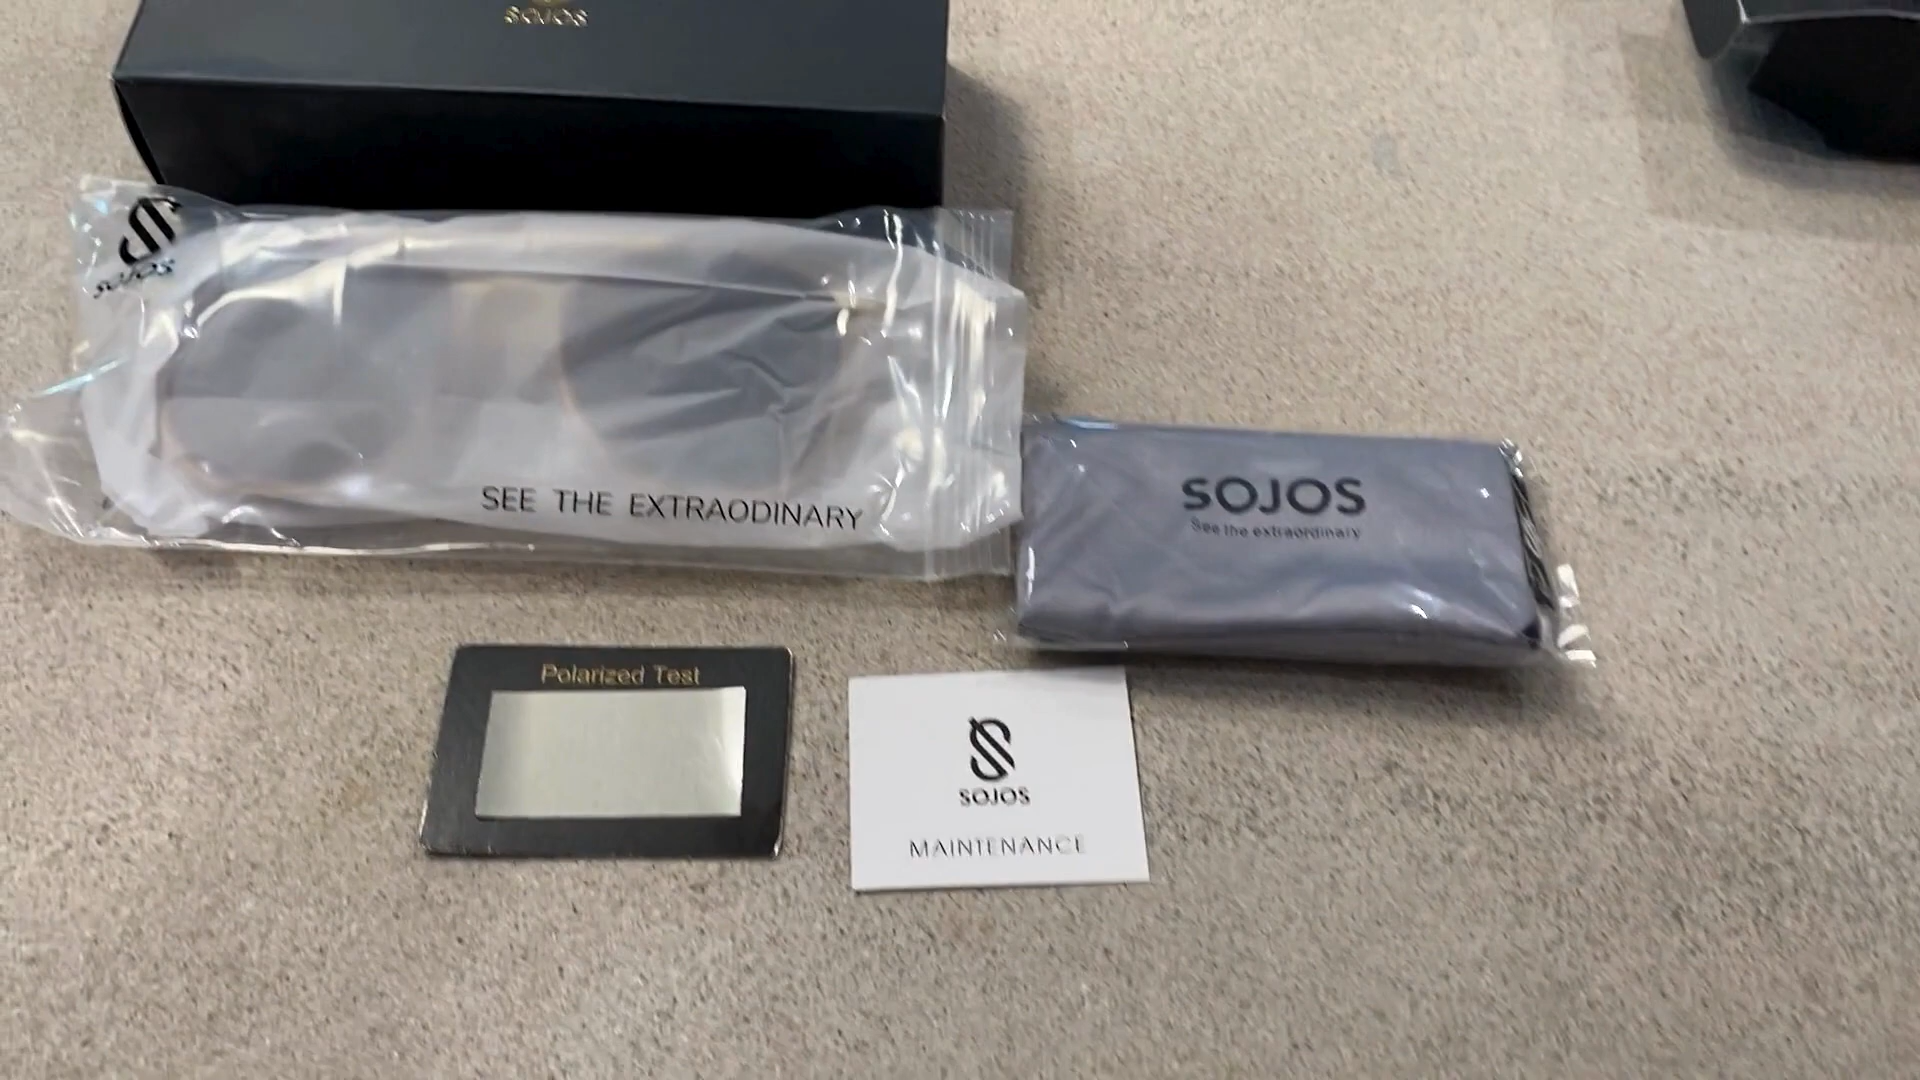 SOJOS
SOJOS
SEE THE EXTRAODINARY
SOJOS
See the extraordinary
Polarized Test
SOJOS
MAINTENANCE